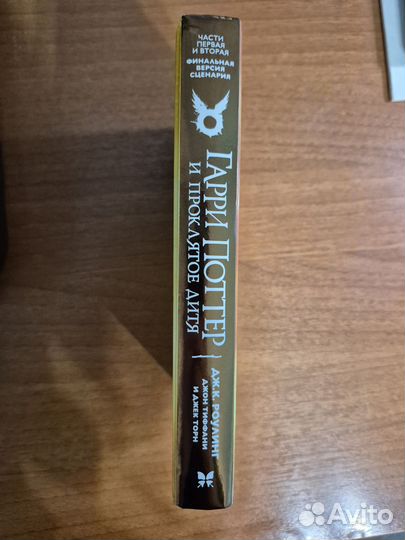 ЧАСТИ
ПЕРВАЯ
И ВТОРАЯ
ФИНАЛЬНАЯ
ВЕРСИЯ
СЦЕНАРИЯ
ГАРРИ ПОТТЕР
И ПРОКЛЯТОЕ ДИТЯ
ДЖ.К. РОУЛИНГ
ДЖОН ТИФФАНИ
И ДЖЕК ТОРН
Avito